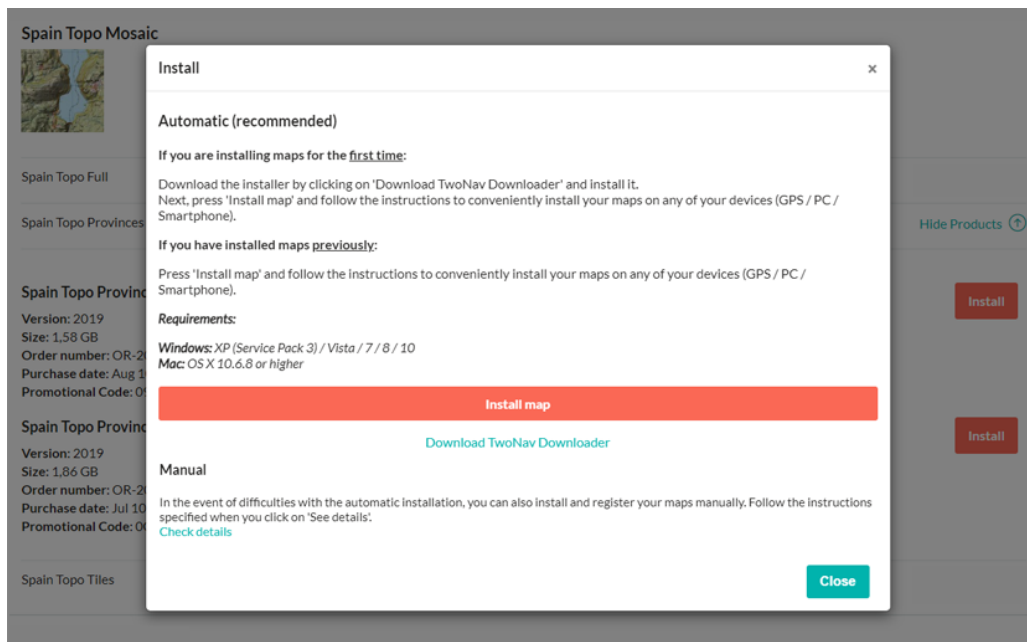 Spain Topo Mosaic
Install
×
Automatic (recommended)
If you are installing maps for the first time:
Download the installer by clicking on 'Download TwoNav Downloader' and install it.
Next, press 'Install map' and follow the instructions to conveniently install your maps on any of your devices (GPS / PC /
Smartphone).
If you have installed maps previously:
Press 'Install map' and follow the instructions to conveniently install your maps on any of your devices (GPS / PC /
Smartphone).
Requirements:
Windows: XP (Service Pack 3) / Vista / 7 / 8 / 10
Mac: OS X 10.6.8 or higher
Install map
Download TwoNav Downloader
Manual
In the event of difficulties with the automatic installation, you can also install and register your maps manually. Follow the instructions
specified when you click on 'See details'.
Check details
Close
Spain Topo Full
Spain Topo Provinces
Hide Products
Spain Topo Provinc
Install
Version: 2019
Size: 1,58 GB
Order number: OR-2
Purchase date: Aug 1
Promotional Code:
Spain Topo Provinc
Install
Version: 2019
Size: 1,86 GB
Order number: OR-2
Purchase date: Jul 10
Promotional Code:
Spain Topo Tiles